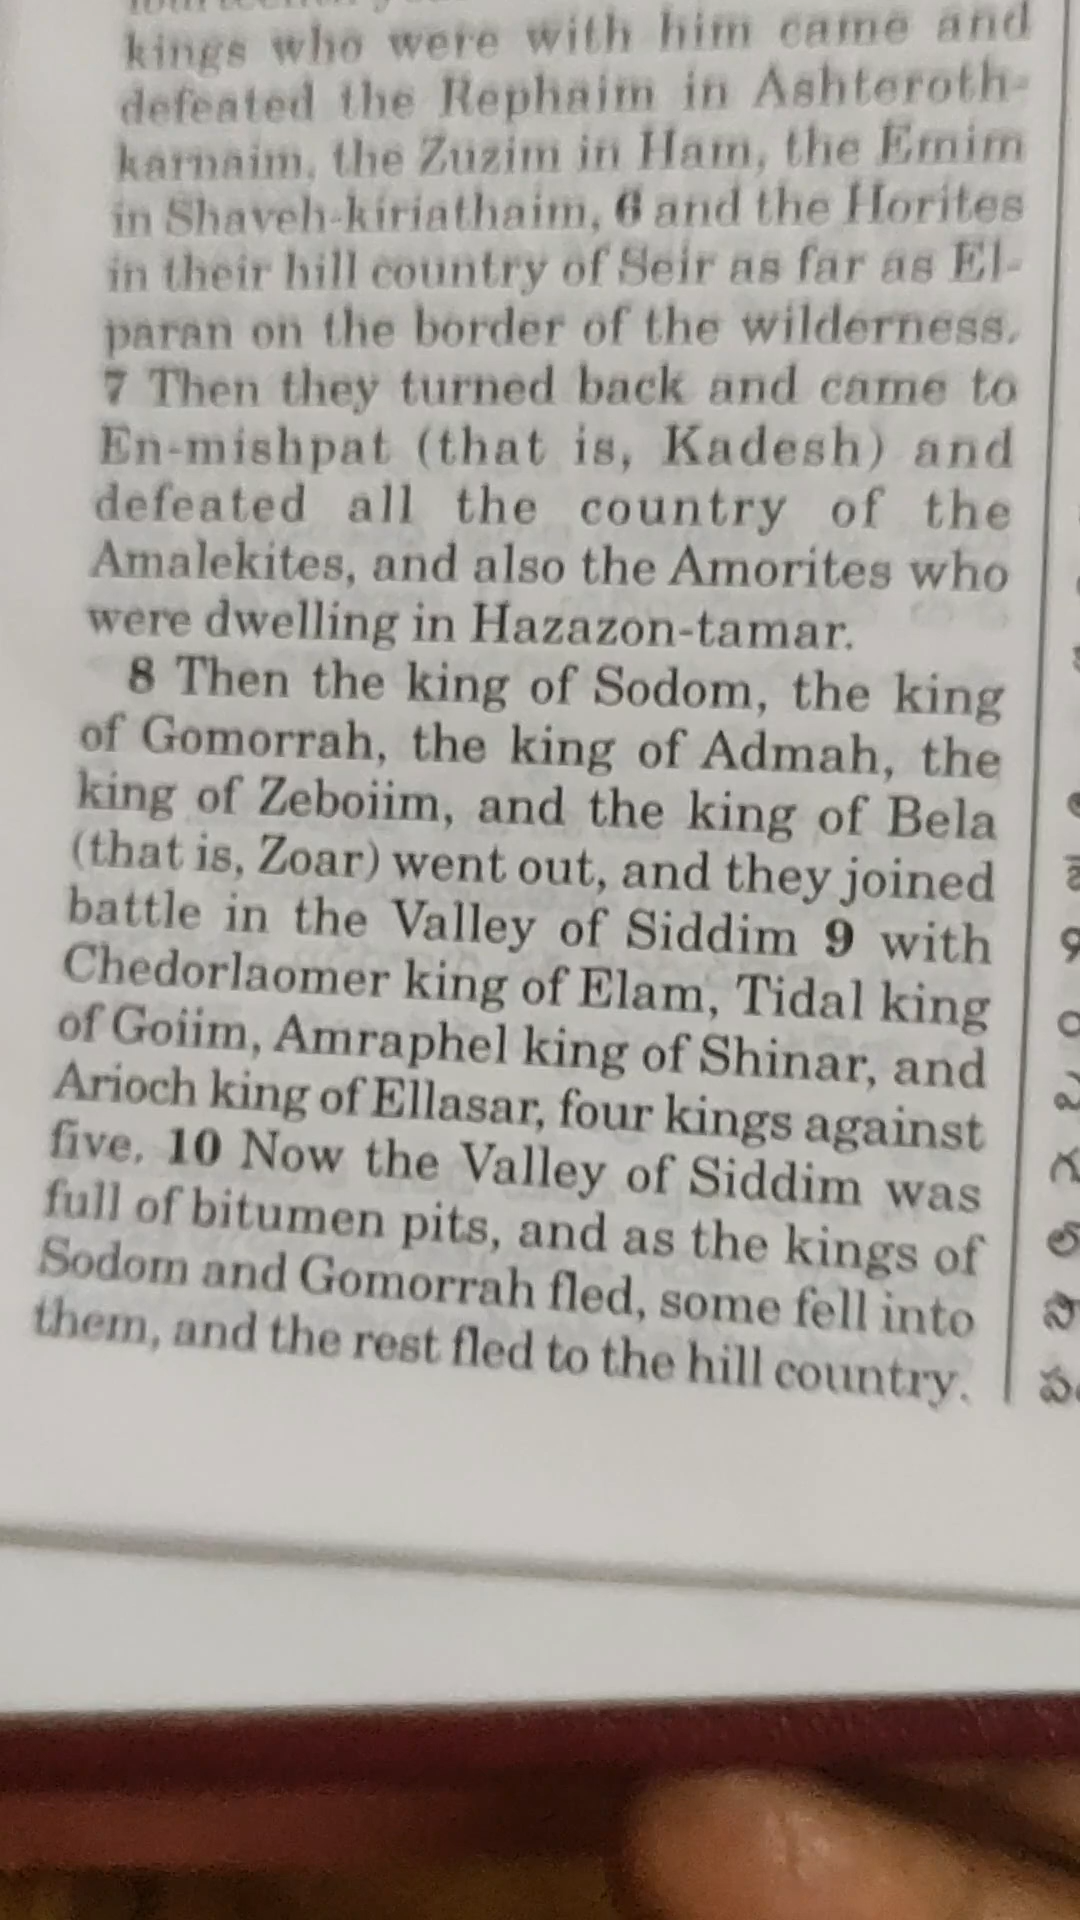 kings who were with him came and
defeated the Rephaim in Ashteroth-
karnaim, the Zuzim in Ham, the Emim
in Shaveh-kiriathaim, 6 and the Horites
in their hill country of Seir as far as El-
paran on the border of the wilderness.
7 Then they turned back and came to
En-mishpat (that is, Kadesh) and
defeated all the country of the
Amalekites, and also the Amorites who
were dwelling in Hazazon-tamar.
8 Then the king of Sodom, the king
of Gomorrah, the king of Admah, the
king of Zeboiim, and the king of Bela
(that is, Zoar) went out, and they joined
battle in the Valley of Siddim 9 with
Chedorlaomer king of Elam, Tidal king
of Goiim, Amraphel king of Shinar, and
Arioch king of Ellasar, four kings against
five. 10 Now the Valley of Siddim was
full of bitumen pits, and as the kings of
Sodom and Gomorrah fled, some fell into
them, and the rest fled to the hill country.